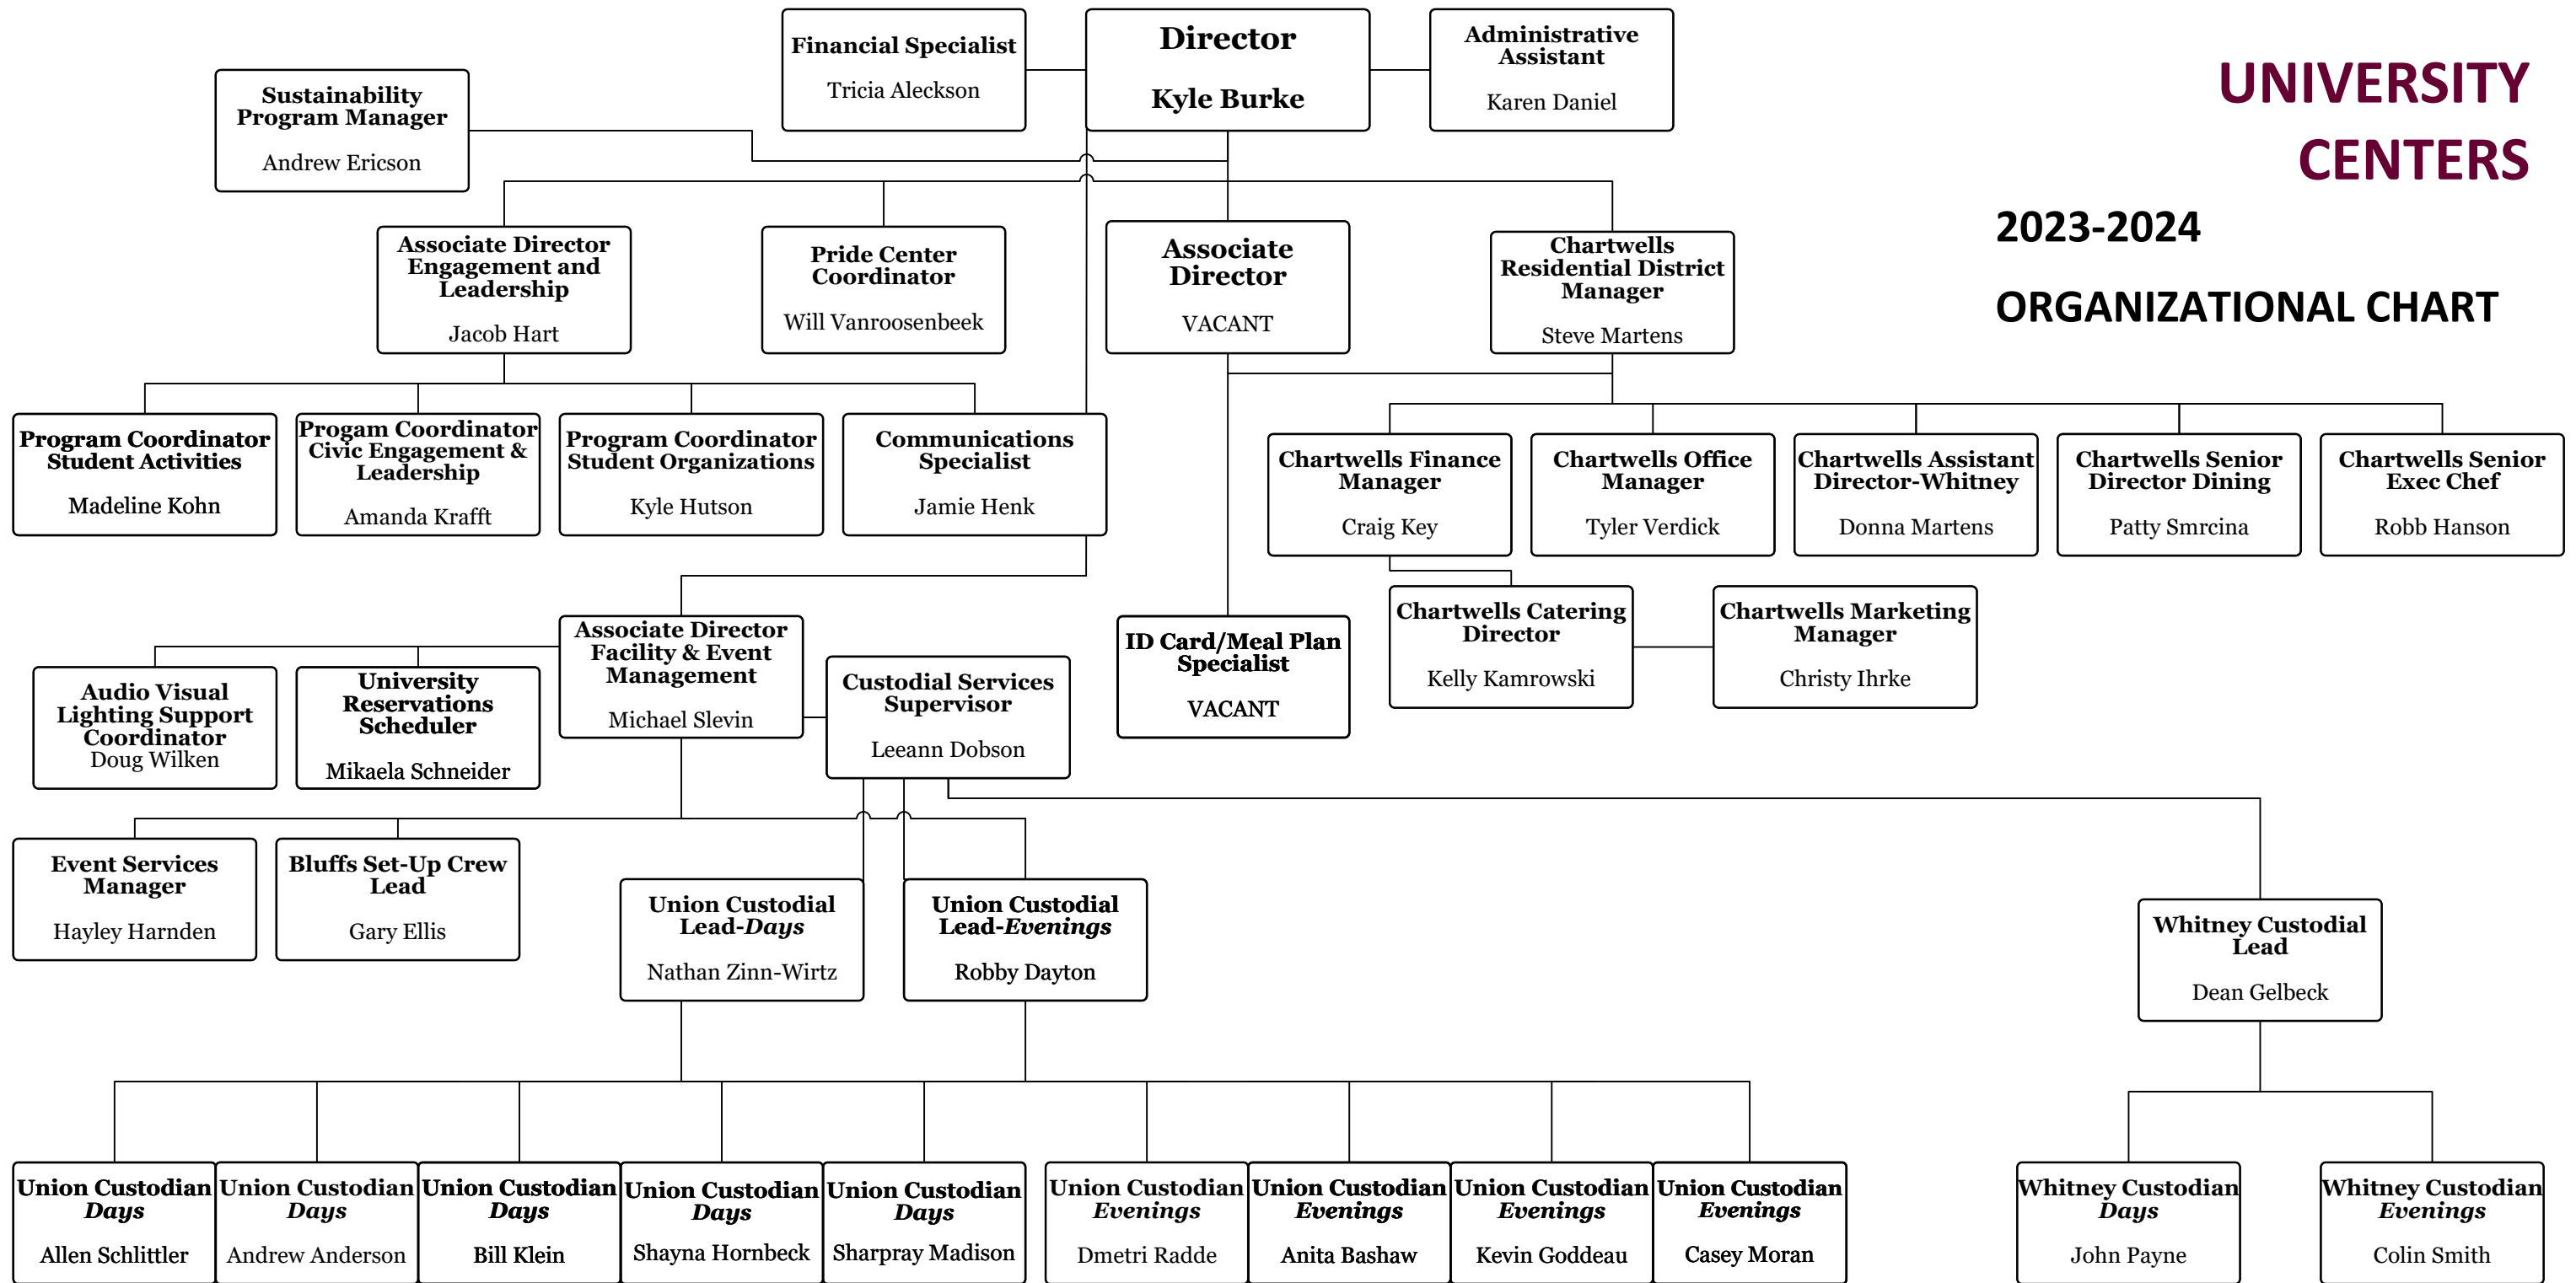 Financial Specialist
Tricia Aleckson
Director
Kyle Burke
Administrative
Assistant
Karen Daniel
UNIVERSITY
CENTERS
2023-2024
ORGANIZATIONAL CHART
Sustainability
Program Manager
Andrew Ericson
Associate Director
Engagement and
Leadership
Jacob Hart
Pride Center
Coordinator
Will Vanroosenbeek
Associate
Director
VACANT
Chartwells
Residential District
Manager
Steve Martens
Program Coordinator
Student Activities
Madeline Kohn
Progam Coordinator
Civic Engagement &
Leadership
Amanda Krafft
Program Coordinator
Student Organizations
Kyle Hutson
Communications
Specialist
Jamie Henk
Chartwells Finance
Manager
Craig Key
Chartwells Office
Manager
Tyler Verdick
Chartwells Assistant
Director-Whitney
Donna Martens
Chartwells Senior
Director Dining
Patty Smrcina
Chartwells Senior
Exec Chef
Robb Hanson
Chartwells Catering
Director
Kelly Kamrowski
Chartwells Marketing
Manager
Christy Ihrke
Audio Visual
Lighting Support
Coordinator
Doug Wilken
University
Reservations
Scheduler
Mikaela Schneider
Associate Director
Facility & Event
Management
Michael Slevin
Custodial Services
Supervisor
Leeann Dobson
ID Card/Meal Plan
Specialist
VACANT
Event Services
Manager
Hayley Harnden
Bluffs Set-Up Crew
Lead
Gary Ellis
Union Custodial
Lead-Days
Nathan Zinn-Wirtz
Union Custodial
Lead-Evenings
Robby Dayton
Whitney Custodial
Lead
Dean Gelbeck
Union Custodian
Days
Allen Schlittler
Union Custodian
Days
Andrew Anderson
Union Custodian
Days
Bill Klein
Union Custodian
Days
Shayna Hornbeck
Union Custodian
Days
Sharpray Madison
Union Custodian
Evenings
Dmetri Radde
Union Custodian
Evenings
Anita Bashaw
Union Custodian
Evenings
Kevin Goddeau
Union Custodian
Evenings
Casey Moran
Whitney Custodian
Days
John Payne
Whitney Custodian
Evenings
Colin Smith